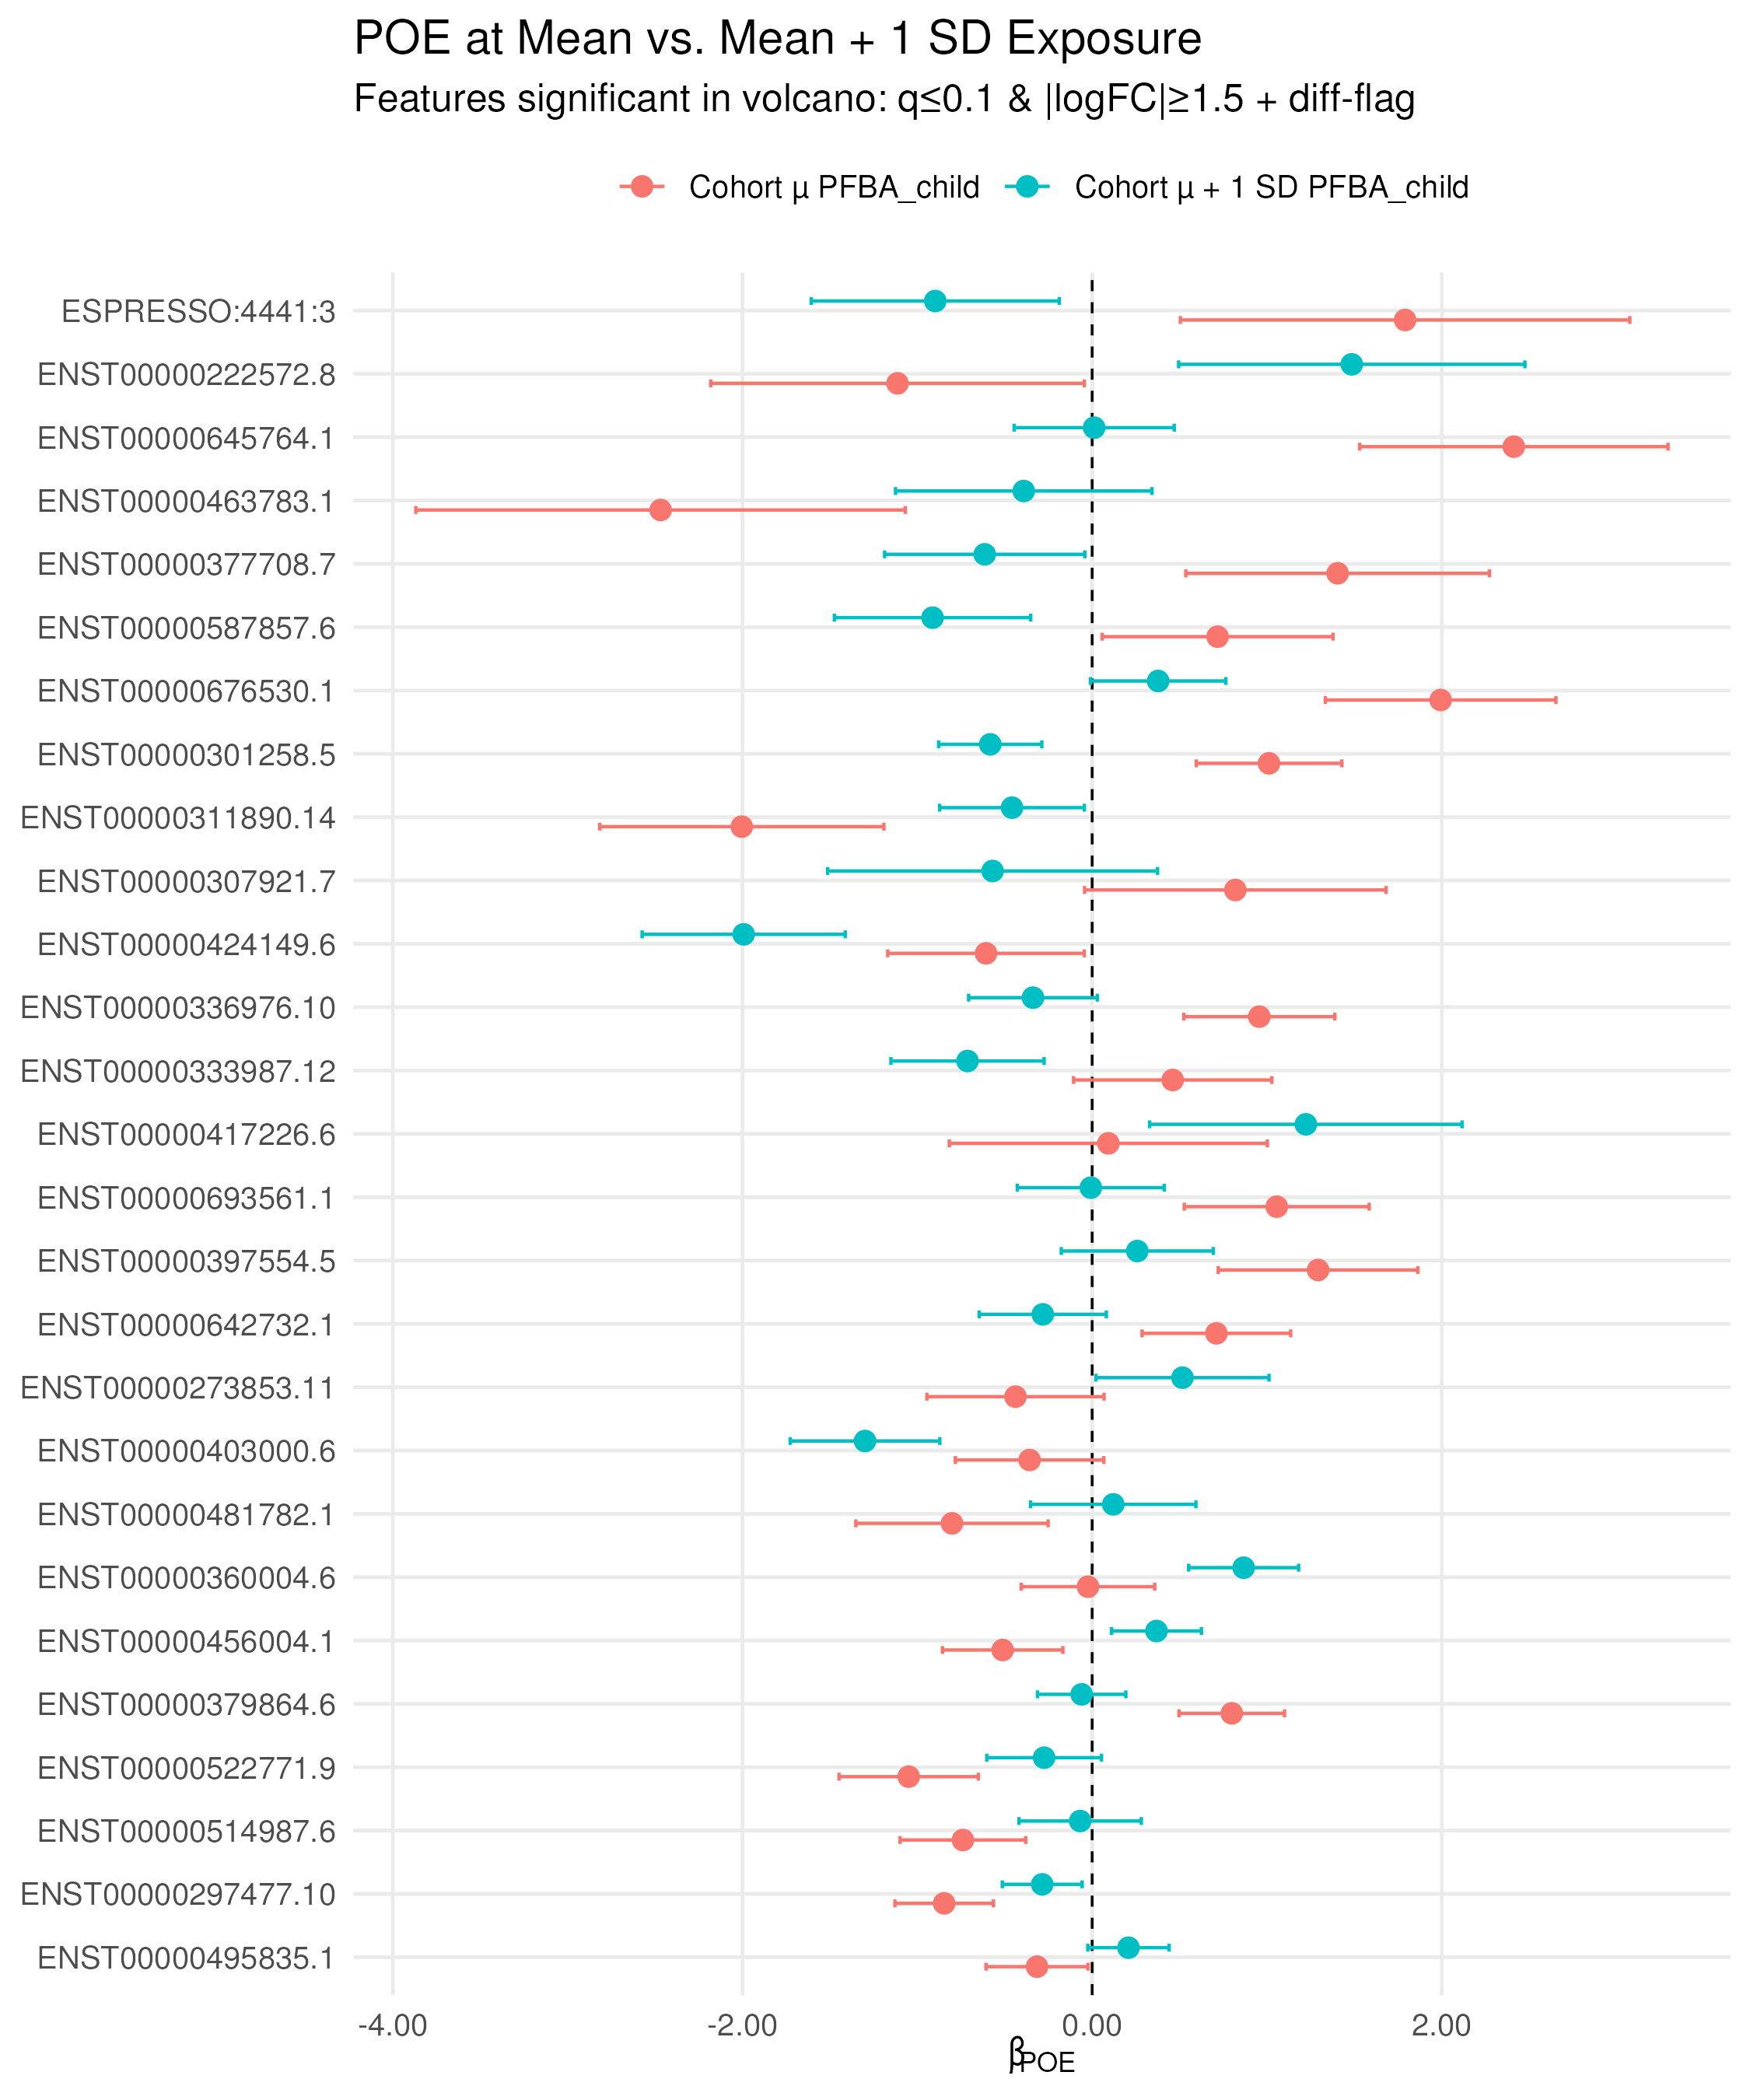 POE at Mean vs. Mean + 1 SD Exposure
Features significant in volcano: q≤0.1 & |logFC|≥1.5 + diff-flag
Cohort μ PFBA_child Cohort μ + 1 SD PFBA_child
ESPRESSO:4441:3
ENST00000222572.8
ENST00000645764.1
ENST00000463783.1
ENST00000377708.7
ENST00000587857.6
ENST00000676530.1
ENST00000301258.5
ENST00000311890.14
ENST00000307921.7
ENST00000424149.6
ENST00000336976.10
ENST00000333987.12
ENST00000417226.6
ENST00000693561.1
ENST00000397554.5
ENST00000642732.1
ENST00000273853.11
ENST00000403000.6
ENST00000481782.1
ENST00000360004.6
ENST00000456004.1
ENST00000379864.6
ENST00000522771.9
ENST00000514987.6
ENST00000297477.10
ENST00000495835.1
-4.00 -2.00 0.00 2.00
βPOE